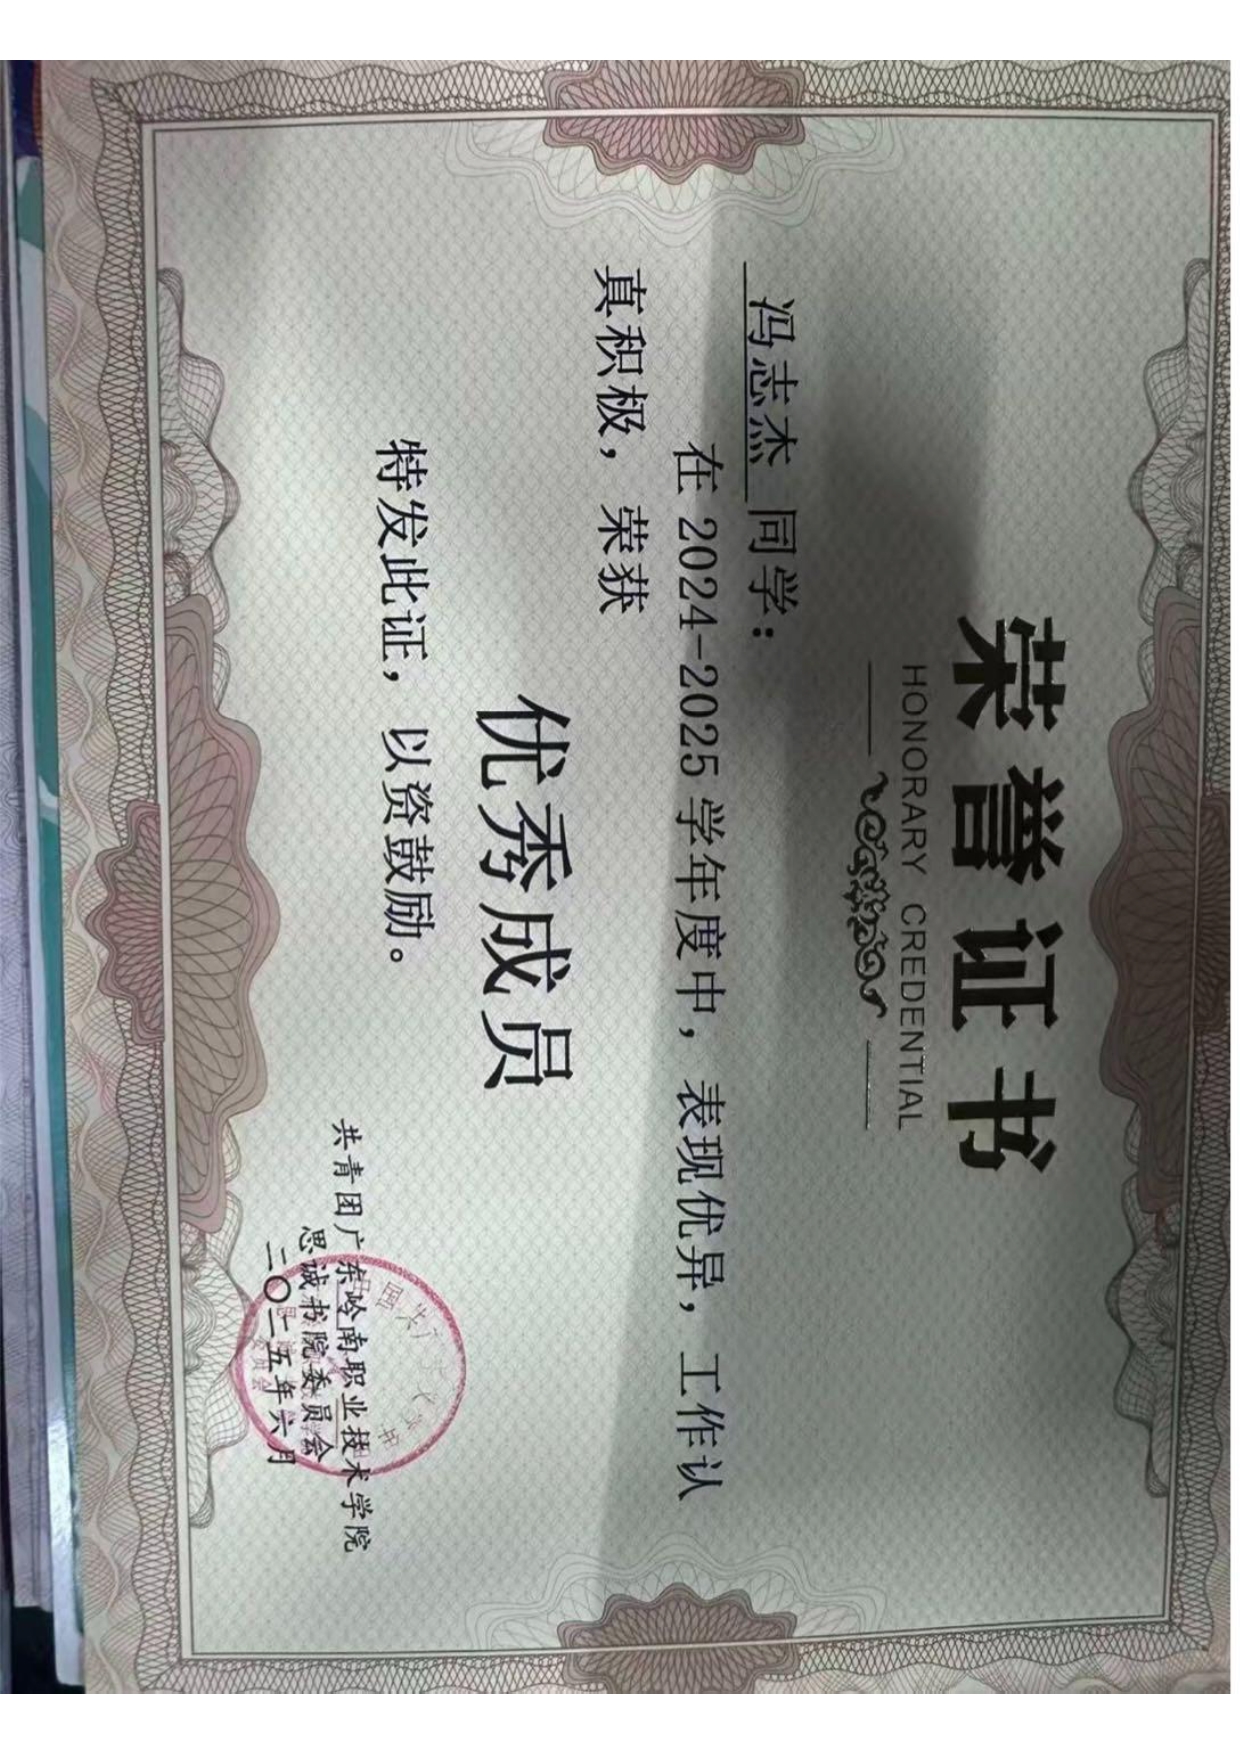 荣誉证书
HONORARY CREDENTIAL
冯志杰 同学：
在 2024-2025 学年度中，表现优异，工作认
真积极，荣获
优秀成员
特发此证，以资鼓励。
共青团广东岭南职业技术学院
思诚书院委员会
二〇二五年六月